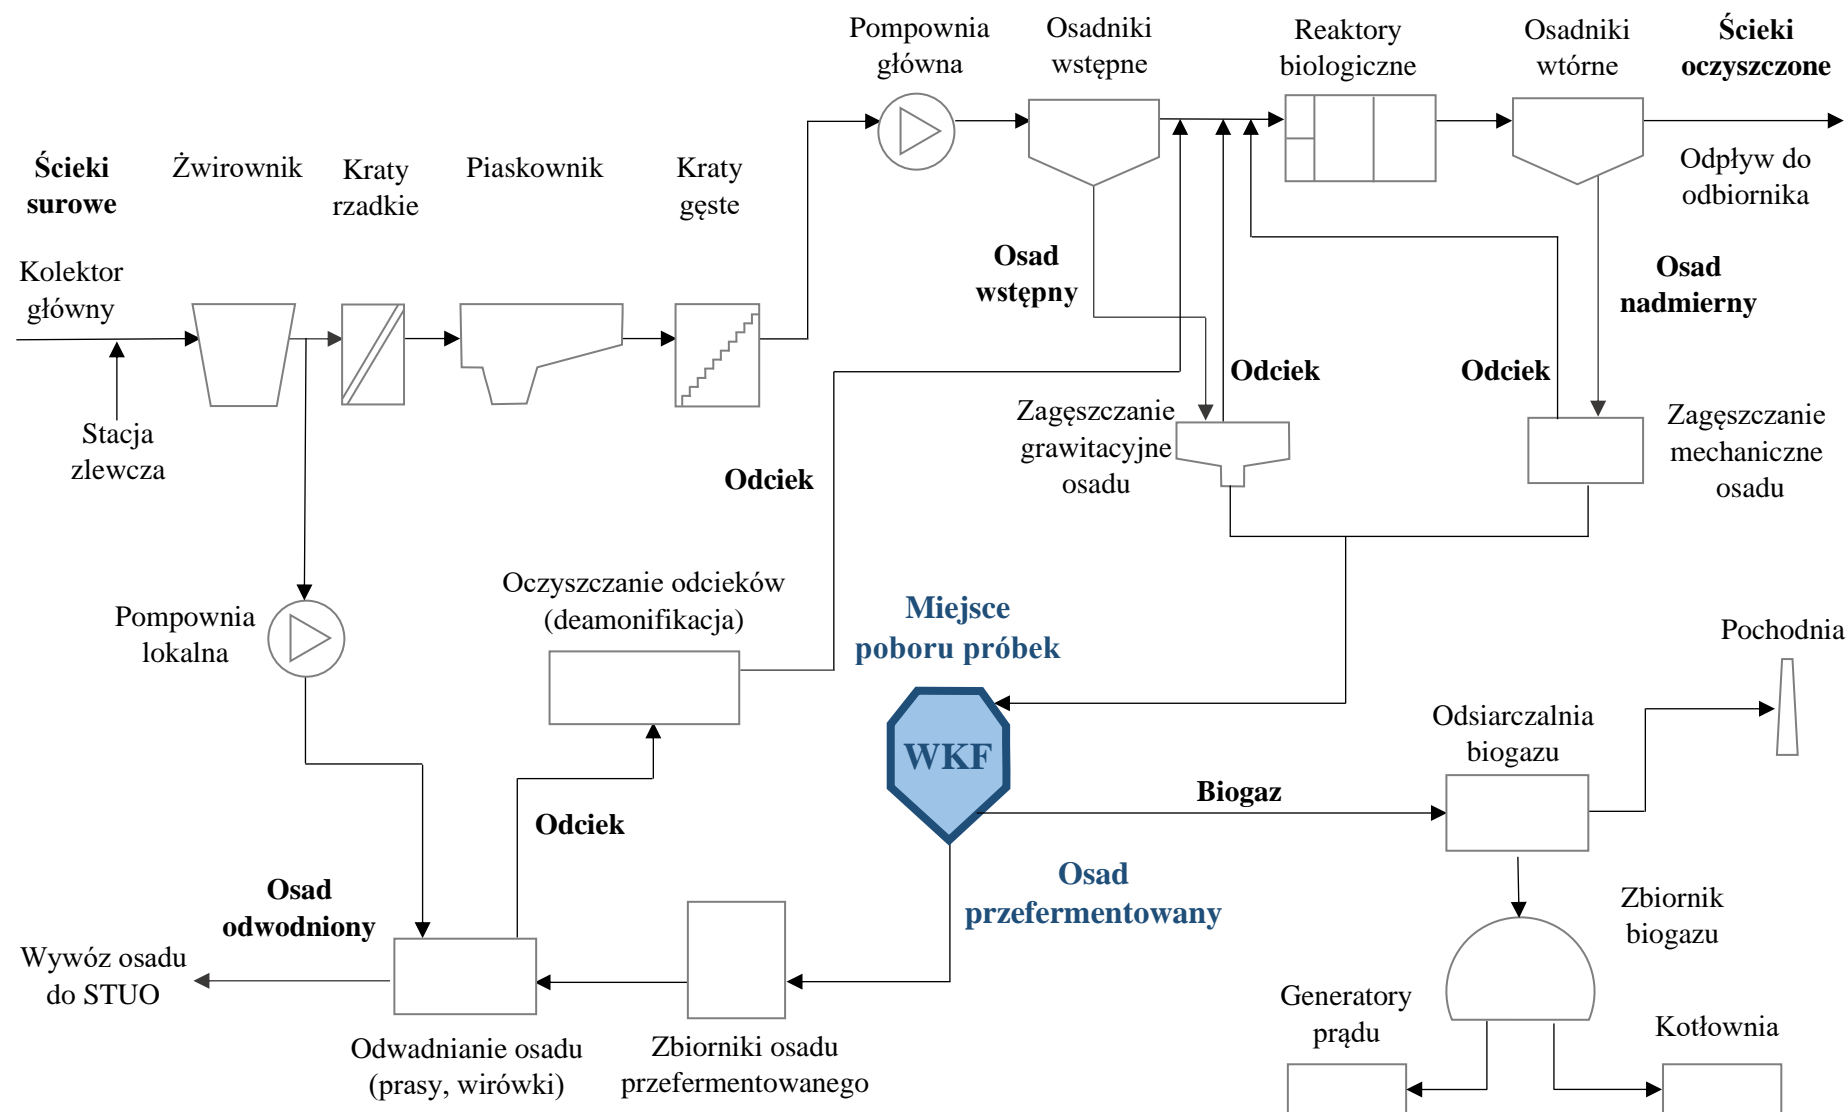 Pompownia
główna
Osadniki
wstępne
Reaktory
biologiczne
Osadniki
wtórne
Ścieki
oczyszczone
Ścieki
surowe
Żwirownik
Kraty
rzadkie
Piaskownik
Kraty
gęste
Odpływ do
odbiornika
Kolektor
główny
Osad
wstępny
Osad
nadmierny
Stacja
zlewcza
Odciek
Odciek
Zagęszczanie
grawitacyjne
osadu
Zagęszczanie
mechaniczne
osadu
Odciek
Oczyszczanie odcieków
(deamonifikacja)
Pompownia
lokalna
Miejsce
poboru próbek
Pochodnia
WKF
Odsiarczalnia
biogazu
Biogaz
Odciek
Osad
przefermentowany
Osad
odwodniony
Zbiornik
biogazu
Wywóz osadu
do STUO
Generatory
prądu
Kotłownia
Odwadnianie osadu
(prasy, wirówki)
Zbiorniki osadu
przefermentowanego